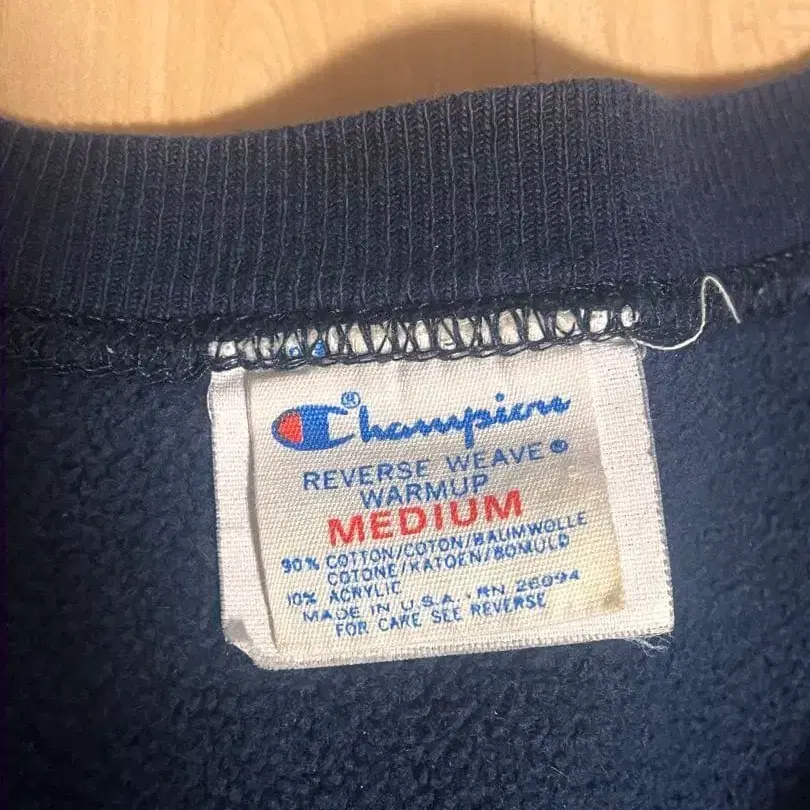 Champion®
REVERSE WEAVE®
WARMUP
MEDIUM
90% COTTON/COTON/BAUMWOLLE
COTONE/KATOEN/BOMULD
10% ACRYLIC
MADE IN U.S.A. · RN 26094
FOR CARE SEE REVERSE